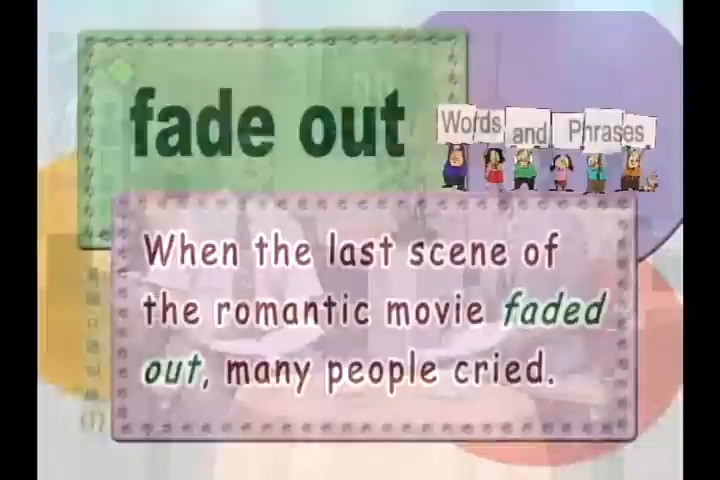 fade out
Words and Phrases
When the last scene of
the romantic movie faded
out, many people cried.